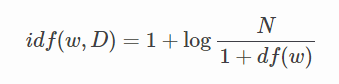 idf(w, D) = 1 + log N / (1 + df(w))